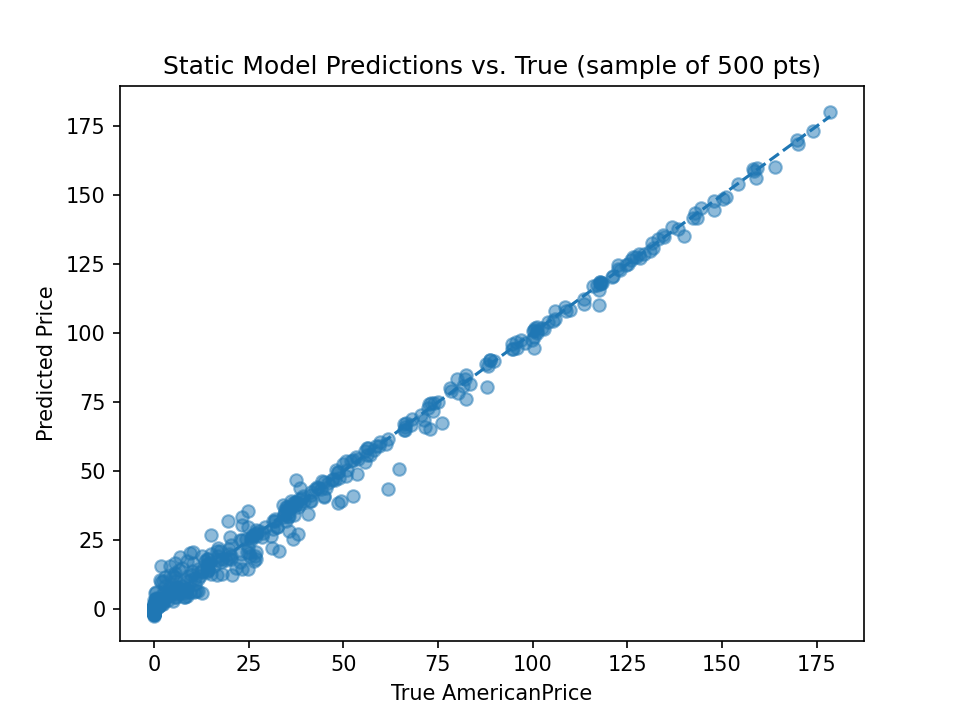 Static Model Predictions vs. True (sample of 500 pts)
Predicted Price
175
150
125
100
75
50
25
0
0 25 50 75 100 125 150 175
True AmericanPrice